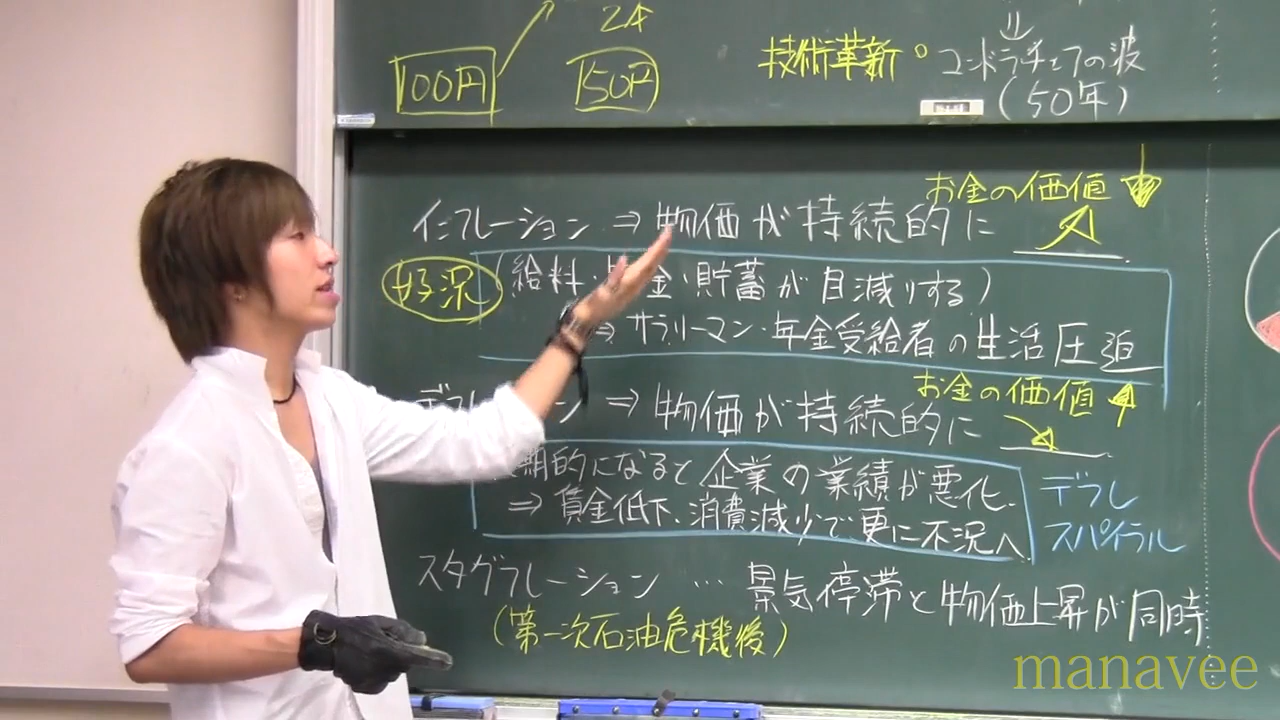 24
100円 150円
技術革新。コンドラチェフの波
(50年)
お金の価値
インフレーション ⇒ 物価が持続的に
好況
(給料・金・貯蓄が目減りする)
⇒ サラリーマン・年金受給者の生活圧迫
お金の価値
ン ⇒ 物価が持続的に
期的になると企業の業績が悪化、
⇒ 賃金低下、消費減少で更に不況へ
デフレ
スパイラル
スタグフレーション … 景気停滞と物価上昇が同時
(第一次石油危機後)
manavee